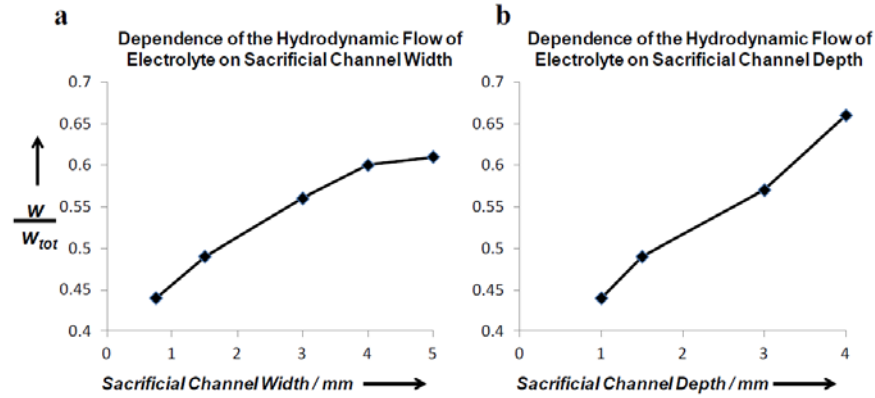 a
Dependence of the Hydrodynamic Flow of
Electrolyte on Sacrificial Channel Width
0.7
0.65
0.6
0.55
0.5
0.45
0.4
0 1 2 3 4 5
W
Wtot
Sacrificial Channel Width / mm
b
Dependence of the Hydrodynamic Flow of
Electrolyte on Sacrificial Channel Depth
0.7
0.65
0.6
0.55
0.5
0.45
0.4
0 1 2 3 4
Sacrificial Channel Depth / mm